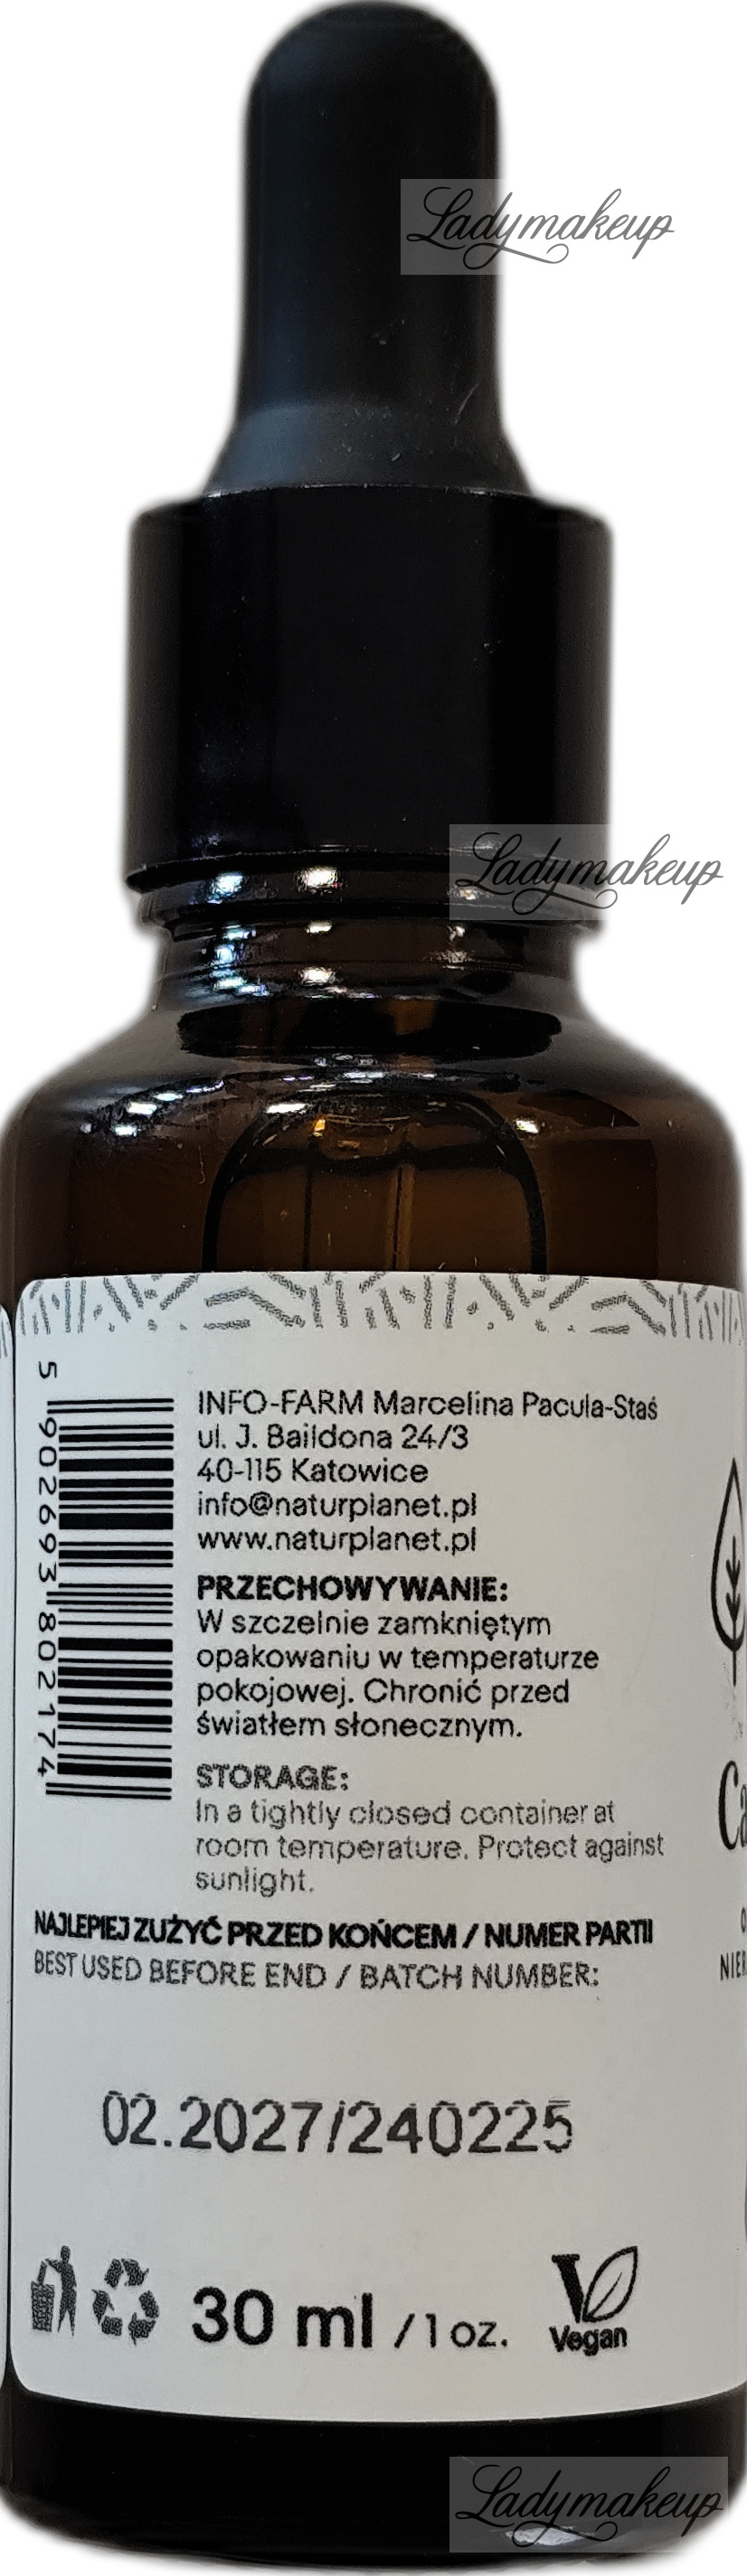 Ladymakeup
Ladymakeup
5 902693 802174
INFO-FARM Marcelina Pacula-Staś
ul. J. Baildona 24/3
40-115 Katowice
info@naturplanet.pl
www.naturplanet.pl
PRZECHOWYWANIE:
W szczelnie zamkniętym
opakowaniu w temperaturze
pokojowej. Chronić przed
światłem słonecznym.
STORAGE:
In a tightly closed container at
room temperature. Protect against
sunlight.
NAJLEPIEJ ZUŻYĆ PRZED KOŃCEM / NUMER PARTII
BEST USED BEFORE END / BATCH NUMBER:
02.2027/240225
30 ml / 1 oz.
Vegan
Ladymakeup